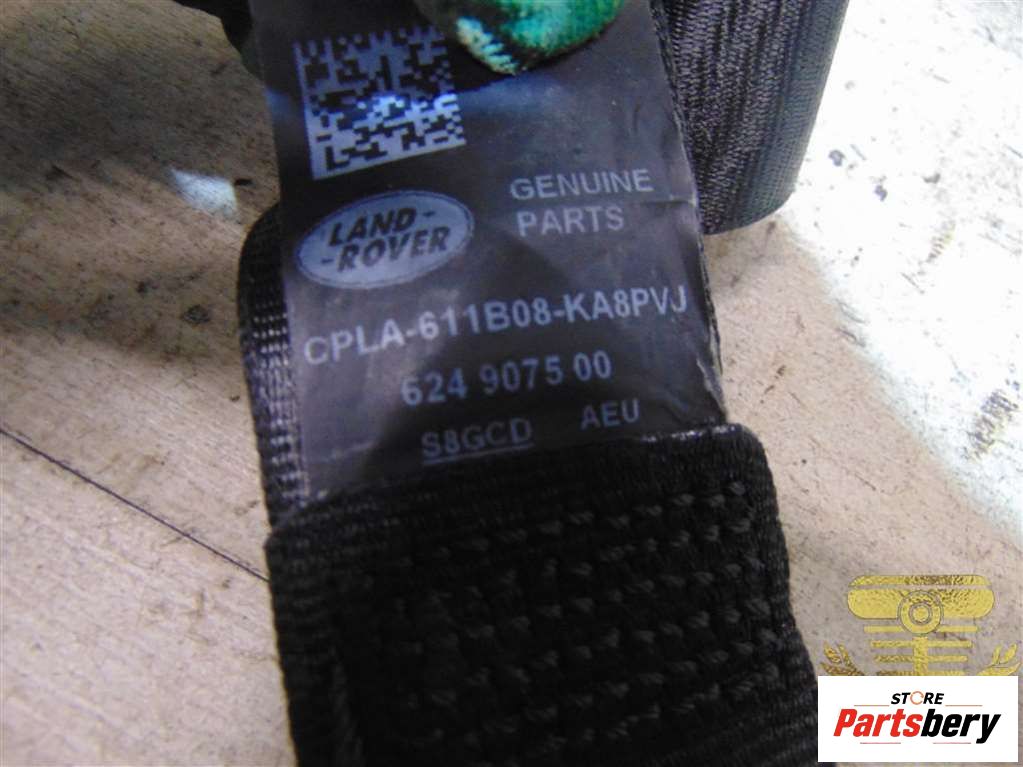 LAND-
-ROVER
GENUINE
PARTS
CPLA-611B08-KA8PVJ
624 9075 00
S8GCD AEU
STORE
Partsbery